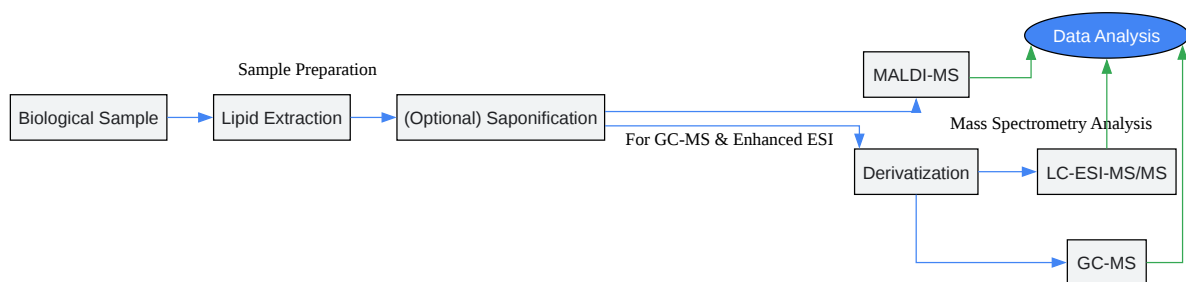 Data Analysis
Sample Preparation
MALDI-MS
Biological Sample
Lipid Extraction
(Optional) Saponification
Mass Spectrometry Analysis
For GC-MS & Enhanced ESI
Derivatization
LC-ESI-MS/MS
GC-MS